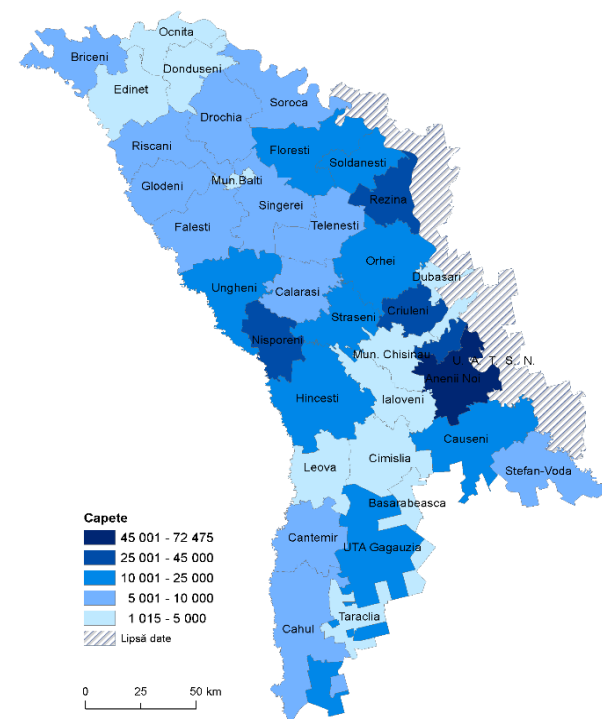 Ocnita
Briceni
Donduseni
Edinet
Soroca
Drochia
Riscani
Floresti
Soldanesti
Mun.Balti
Glodeni
Rezina
Singerei
Falesti
Telenesti
Orhei
Dubasari
Ungheni
Calarasi
Straseni
Criuleni
Nisporeni
Mun. Chisinau
U. A. T. S. N.
Anenii Noi
Hincesti
Ialoveni
Causeni
Cimislia
Leova
Stefan-Voda
Basarabeasca
Cantemir
UTA Gagauzia
Taraclia
Cahul
Capete
45 001 - 72 475
25 001 - 45 000
10 001 - 25 000
5 001 - 10 000
1 015 - 5 000
Lipsă date
0 25 50 km